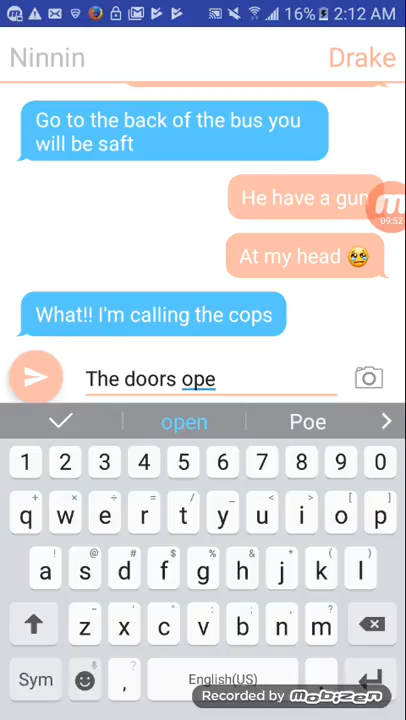 16% 2:12 AM
Ninnin Drake
Go to the back of the bus you
will be saft
He have a gun
09:52
At my head 😢
What!! I'm calling the cops
The doors ope
open Poe
1 2 3 4 5 6 7 8 9 0
+ × ÷ = / _ < > [ ]
q w e r t y u i o p
! @ # $ % & * ( )
a s d f g h j k l
- ' " : ; , ?
z x c v b n m
Sym , ? English(US) .
Recorded by mobizen